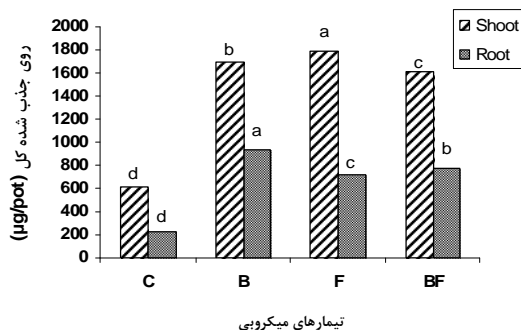 روی جذب شده کل (µg/pot)
2000
1800
1600
1400
1200
1000
800
600
400
200
0
d
d
b
a
a
c
c
b
C B F BF
تیمارهای میکروبی
Shoot
Root